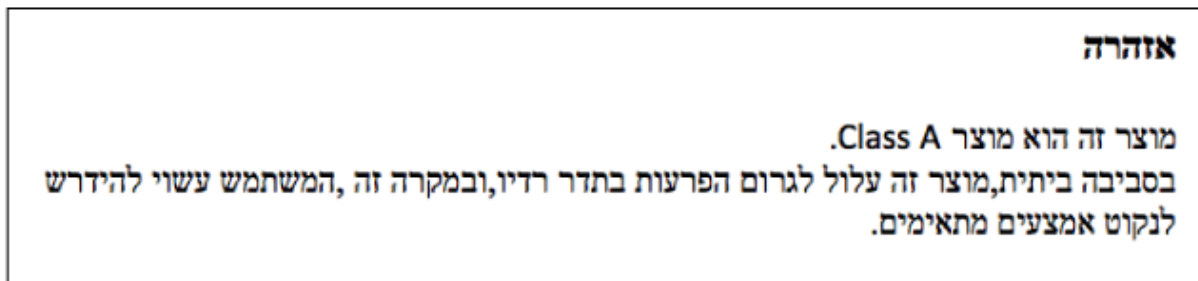 אזהרה
מוצר זה הוא מוצר Class A.
בסביבה ביתית,מוצר זה עלול לגרום הפרעות בתדר רדיו,ובמקרה זה ,המשתמש עשוי להידרש
לנקוט אמצעים מתאימים.